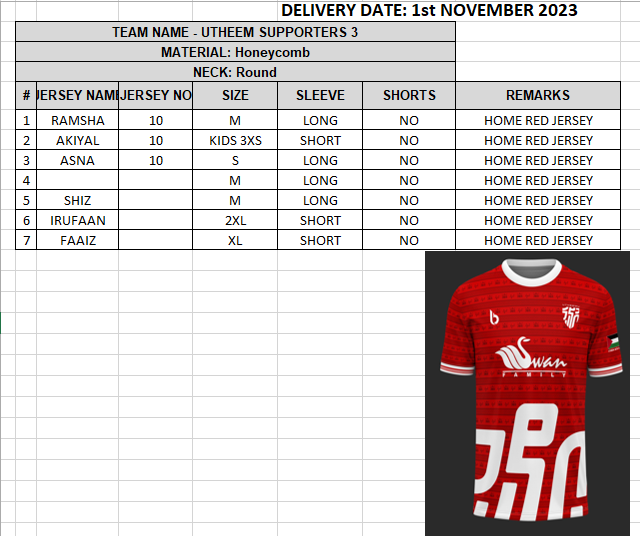 DELIVERY DATE: 1st NOVEMBER 2023
TEAM NAME - UTHEEM SUPPORTERS 3
MATERIAL: Honeycomb
NECK: Round
# JERSEY NAME JERSEY NO SIZE SLEEVE SHORTS REMARKS
1 RAMSHA 10 M LONG NO HOME RED JERSEY
2 AKIYAL 10 KIDS 3XS SHORT NO HOME RED JERSEY
3 ASNA 10 S LONG NO HOME RED JERSEY
4 M LONG NO HOME RED JERSEY
5 SHIZ M LONG NO HOME RED JERSEY
6 IRUFAAN 2XL SHORT NO HOME RED JERSEY
7 FAAIZ XL SHORT NO HOME RED JERSEY
Swan
FAMILY